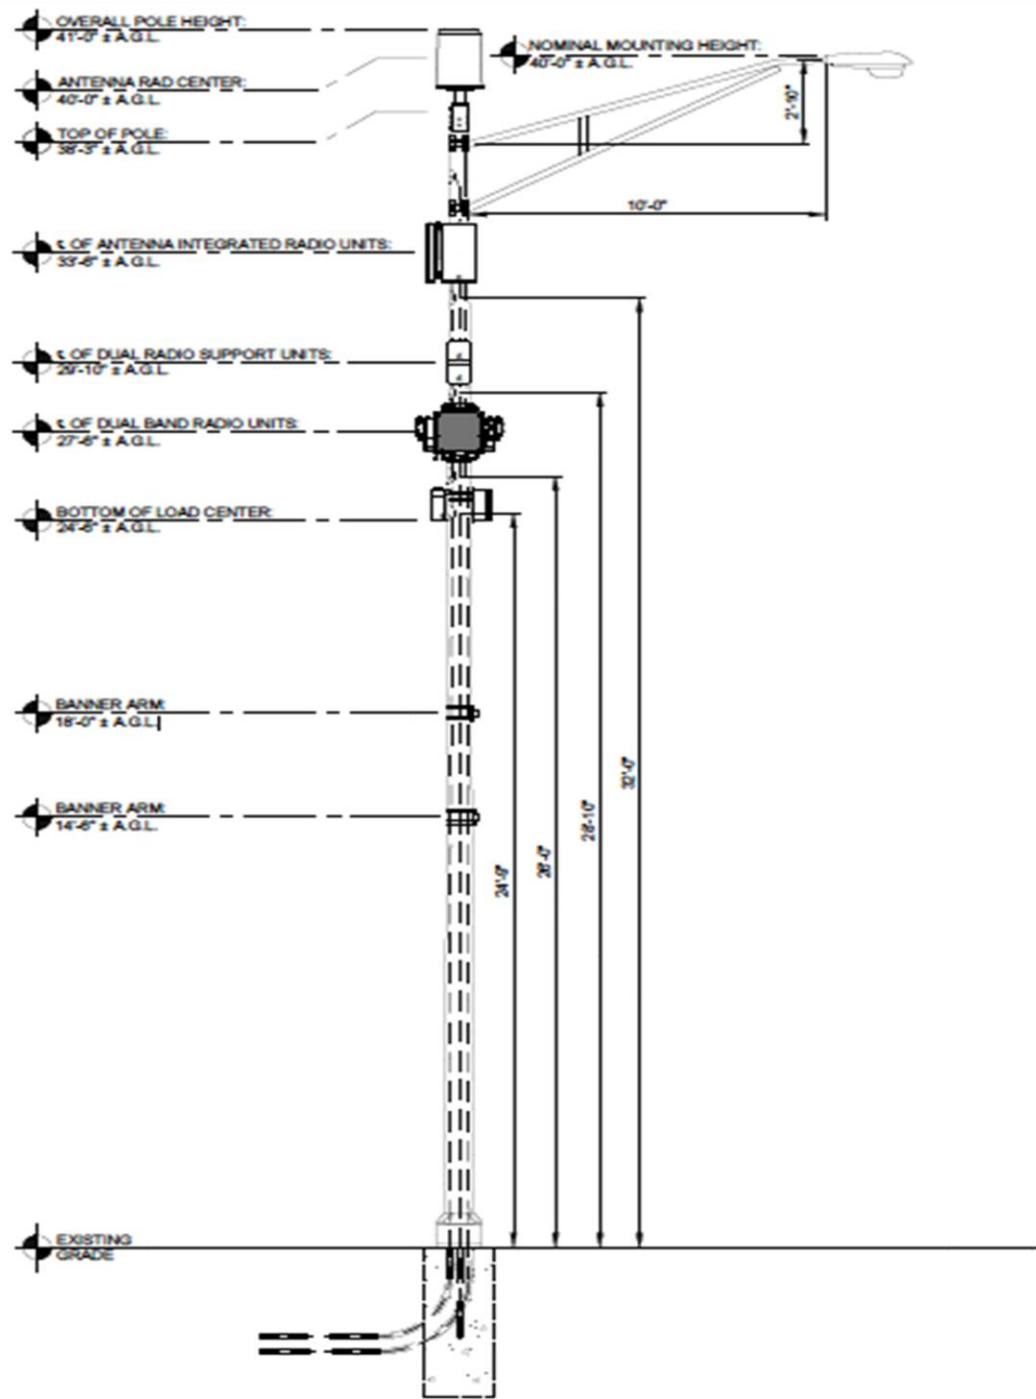 OVERALL POLE HEIGHT:
41'-0" ± A.G.L.
NOMINAL MOUNTING HEIGHT:
40'-0" ± A.G.L.
ANTENNA RAD CENTER:
40'-0" ± A.G.L.
2'-10"
TOP OF POLE:
38'-3" ± A.G.L.
10'-0"
℄ OF ANTENNA INTEGRATED RADIO UNITS:
33'-6" ± A.G.L.
℄ OF DUAL RADIO SUPPORT UNITS:
29'-10" ± A.G.L.
℄ OF DUAL BAND RADIO UNITS:
27'-6" ± A.G.L.
BOTTOM OF LOAD CENTER:
24'-6" ± A.G.L.
BANNER ARM:
18'-0" ± A.G.L.
BANNER ARM:
14'-6" ± A.G.L.
32'-0"
28'-10"
26'-0"
EXISTING
GRADE